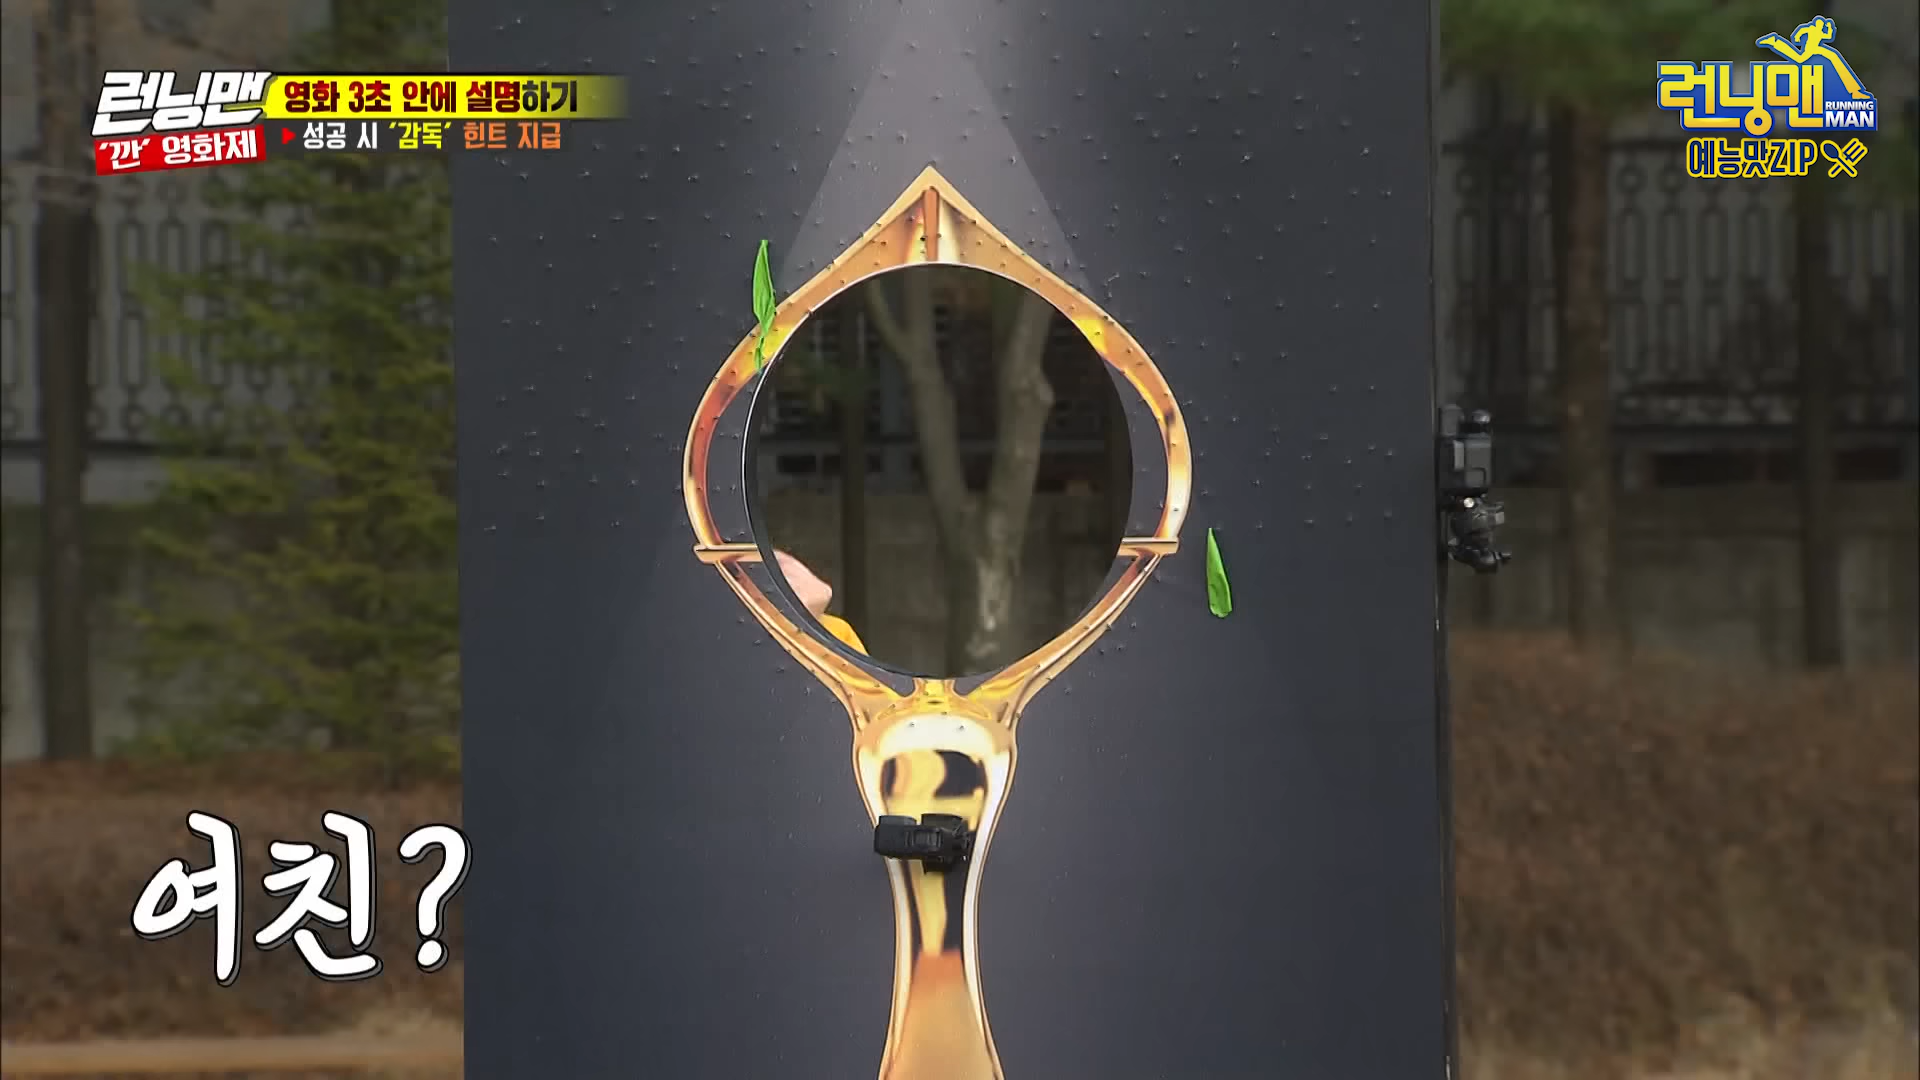 런닝맨 영화 3초 안에 설명하기
'깐' 영화제 ▶ 성공 시 '감독' 힌트 지급
런닝맨
RUNNING
MAN
예능맛ZIP
여친?